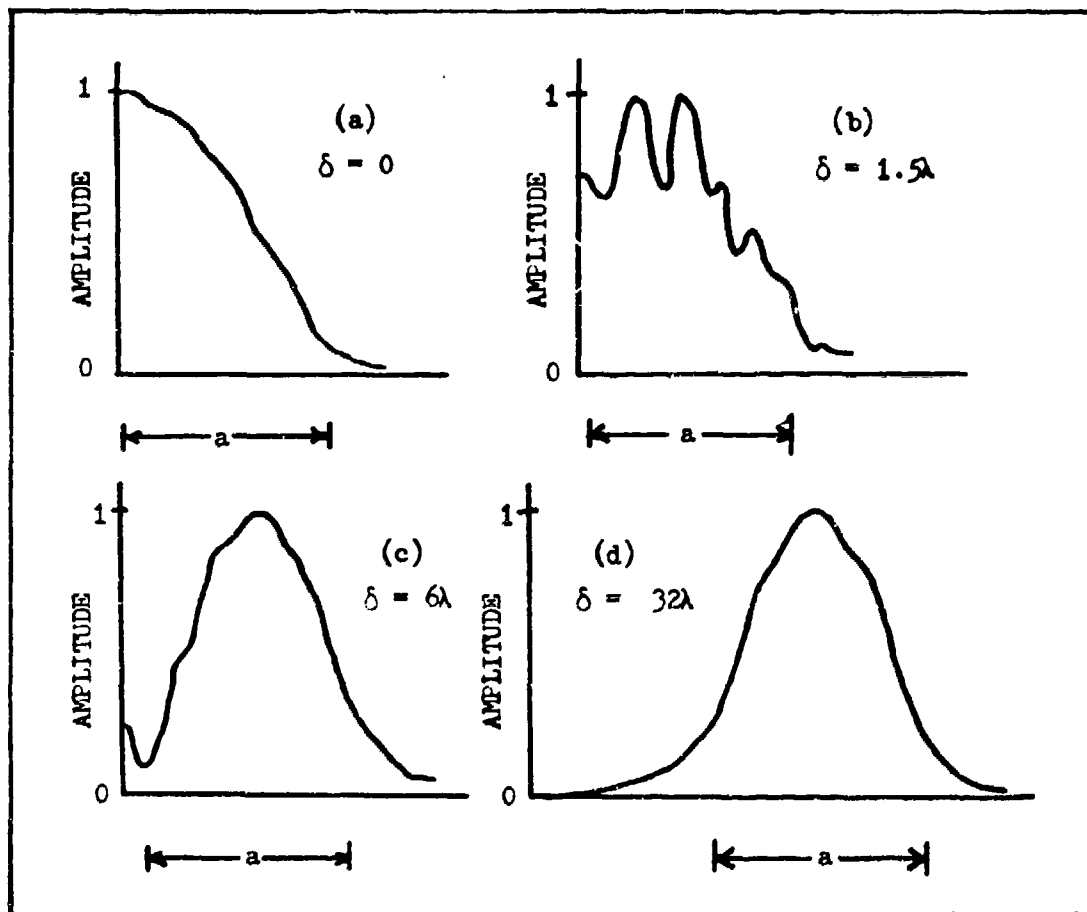 1
AMPLITUDE
0
(a)
δ = 0
a
1
AMPLITUDE
0
(b)
δ = 1.5λ
a
1
AMPLITUDE
0
(c)
δ = 6λ
a
1
AMPLITUDE
0
(d)
δ = 32λ
a